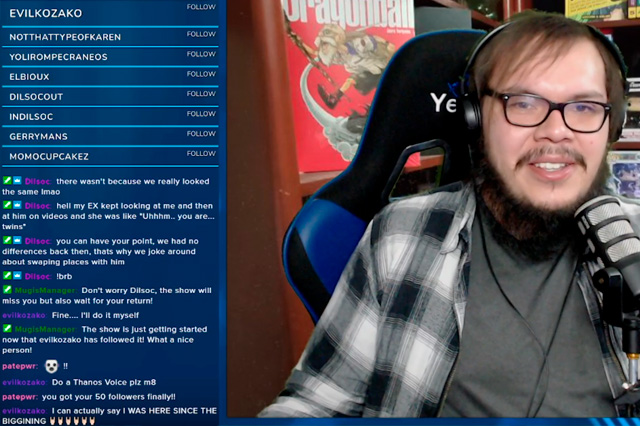 EVILKOZAKO FOLLOW
NOTTHATTYPEOFKAREN FOLLOW
YOLIROMPECRANEOS FOLLOW
ELBIOUX FOLLOW
DILSOCOUT FOLLOW
INDILSOC FOLLOW
GERRYMANS FOLLOW
MOMOCUPCAKEZ FOLLOW
Dilsoc: there wasn't because we really looked
the same lmao
Dilsoc: hell my EX kept looking at me and then
at him on videos and she was like "Uhhhm.. you are...
twins"
Dilsoc: you can have your point, we had no
differences back then, thats why we joke around
about swaping places with him
Dilsoc: !brb
MugisManager: Don't worry Dilsoc, the show will
miss you but also wait for your return!
evilkozako: Fine.... I'll do it myself
MugisManager: The show is just getting started
now that evilkozako has followed it! What a nice
person!
patepwr: !!
evilkozako: Do a Thanos Voice plz m8
patepwr: you got your 50 followers finally!!
evilkozako: I can actually say I WAS HERE SINCE THE
BIGGINING
Dragonball
Ye